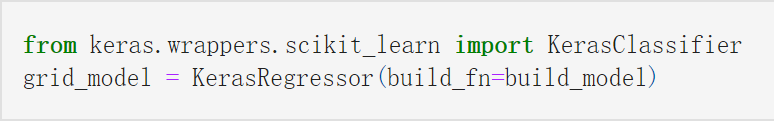 from keras.wrappers.scikit_learn import KerasClassifier
grid_model = KerasRegressor(build_fn=build_model)